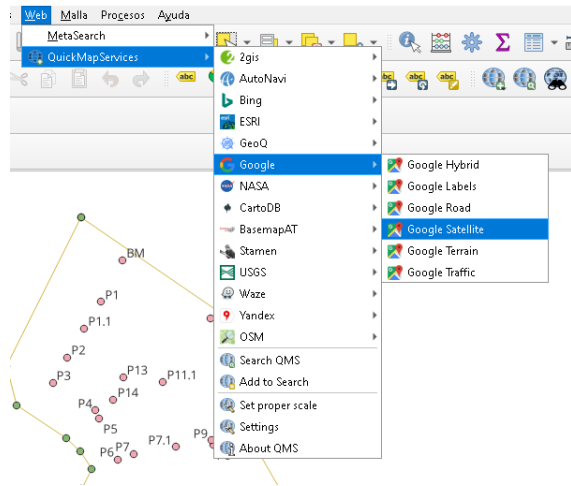 Web Malla Procesos Ayuda
MetaSearch
QuickMapServices
abc
2gis
AutoNavi
Bing
ESRI
GeoQ
Google
NASA
CartoDB
BasemapAT
Stamen
USGS
Waze
Yandex
OSM
Search QMS
Add to Search
Set proper scale
Settings
About QMS
Google Hybrid
Google Labels
Google Road
Google Satellite
Google Terrain
Google Traffic
abc
abc
BM
P1
P1.1
P2
P3
P13
P11.1
P14
P4
P5
P6
P7
P7.1
P9